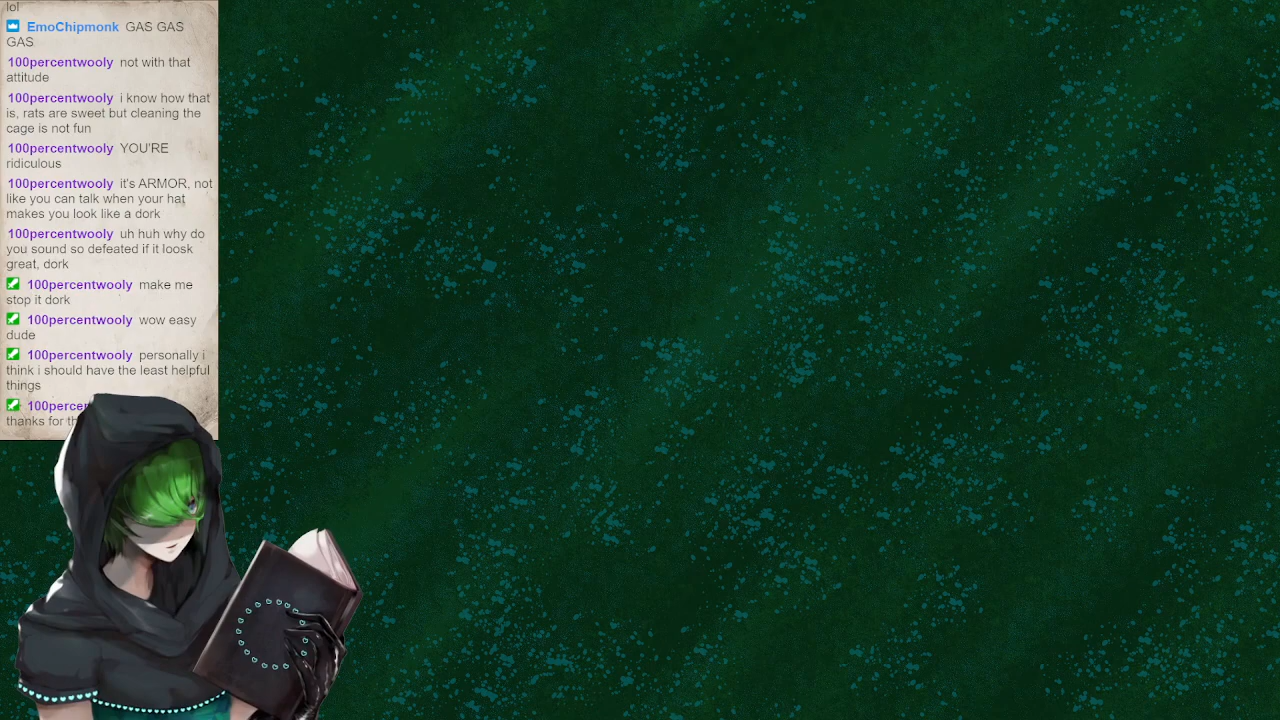 lol
EmoChipmonk GAS GAS
GAS
100percentwooly not with that
attitude
100percentwooly i know how that
is, rats are sweet but cleaning the
cage is not fun
100percentwooly YOU'RE
ridiculous
100percentwooly it's ARMOR, not
like you can talk when your hat
makes you look like a dork
100percentwooly uh huh why do
you sound so defeated if it loosk
great, dork
100percentwooly make me
stop it dork
100percentwooly wow easy
dude
100percentwooly personally i
think i should have the least helpful
things
thanks for